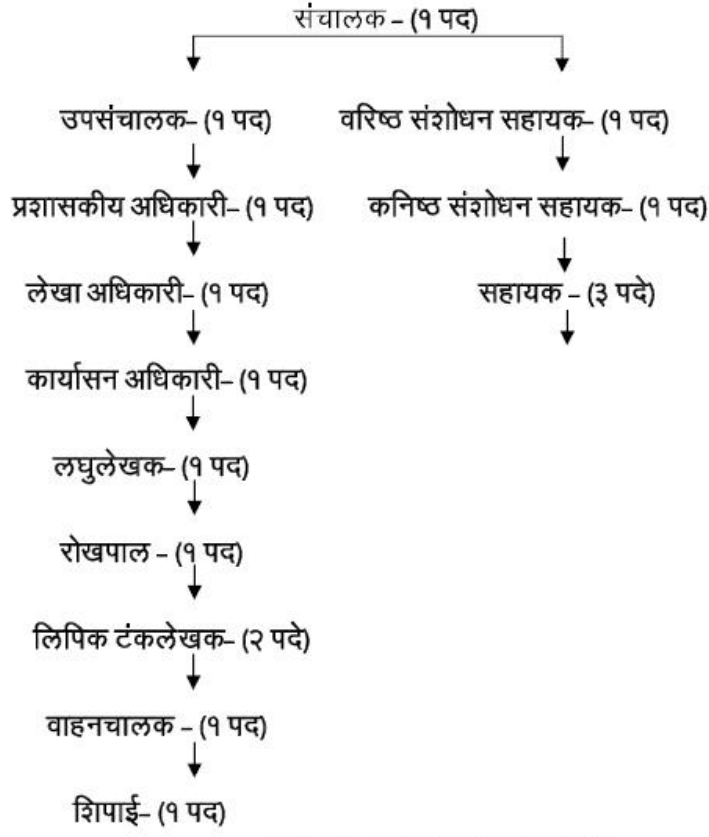 संचालक – (१ पद)
उपसंचालक– (१ पद)
वरिष्ठ संशोधन सहायक– (१ पद)
प्रशासकीय अधिकारी– (१ पद)
कनिष्ठ संशोधन सहायक– (१ पद)
लेखा अधिकारी– (१ पद)
सहायक – (३ पदे)
कार्यासन अधिकारी– (१ पद)
लघुलेखक– (१ पद)
रोखपाल – (१ पद)
लिपिक टंकलेखक– (२ पदे)
वाहनचालक – (१ पद)
शिपाई– (१ पद)